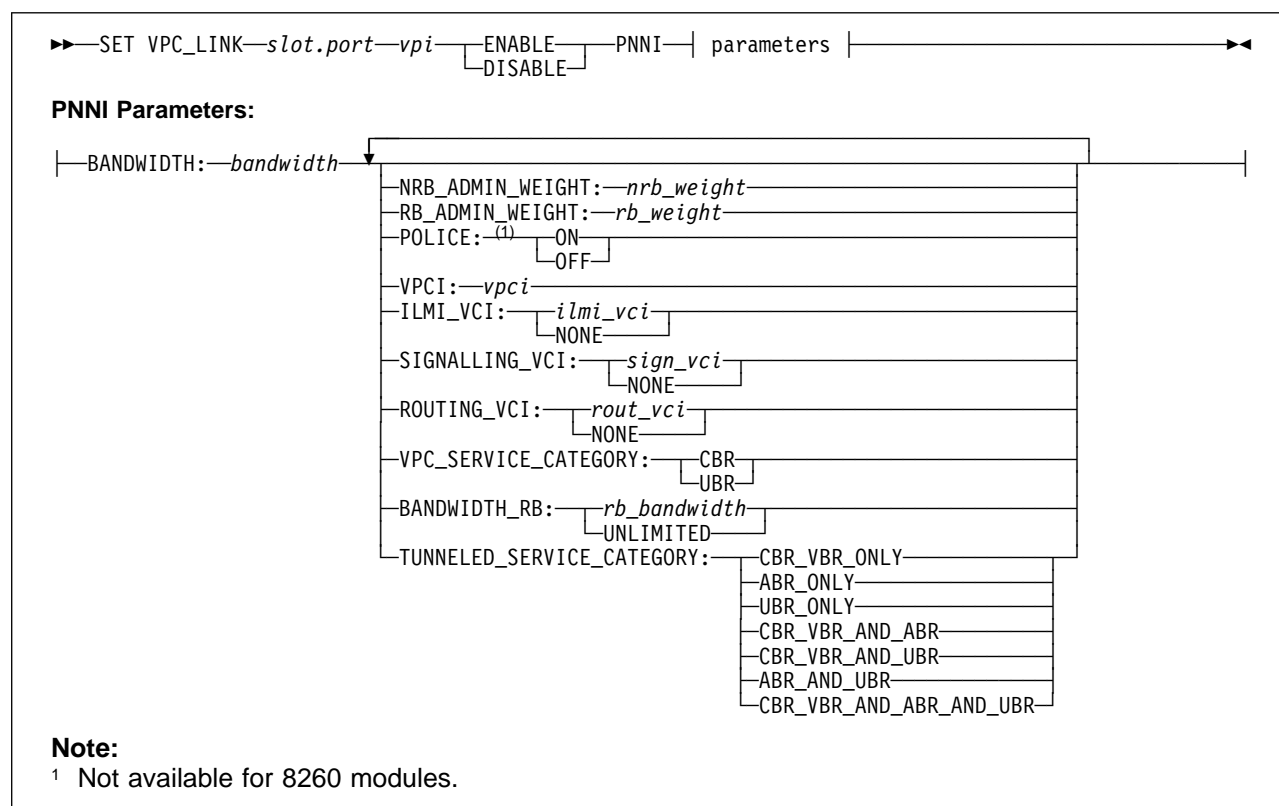 SET VPC_LINK slot.port vpi ENABLE PNNI parameters
DISABLE
PNNI Parameters:
BANDWIDTH: bandwidth
NRB_ADMIN_WEIGHT: nrb_weight
RB_ADMIN_WEIGHT: rb_weight
POLICE: (1) ON
OFF
VPCI: vpci
ILMI_VCI: ilmi_vci
NONE
SIGNALLING_VCI: sign_vci
NONE
ROUTING_VCI: rout_vci
NONE
VPC_SERVICE_CATEGORY: CBR
UBR
BANDWIDTH_RB: rb_bandwidth
UNLIMITED
TUNNELED_SERVICE_CATEGORY: CBR_VBR_ONLY
ABR_ONLY
UBR_ONLY
CBR_VBR_AND_ABR
CBR_VBR_AND_UBR
ABR_AND_UBR
CBR_VBR_AND_ABR_AND_UBR
Note:
1 Not available for 8260 modules.